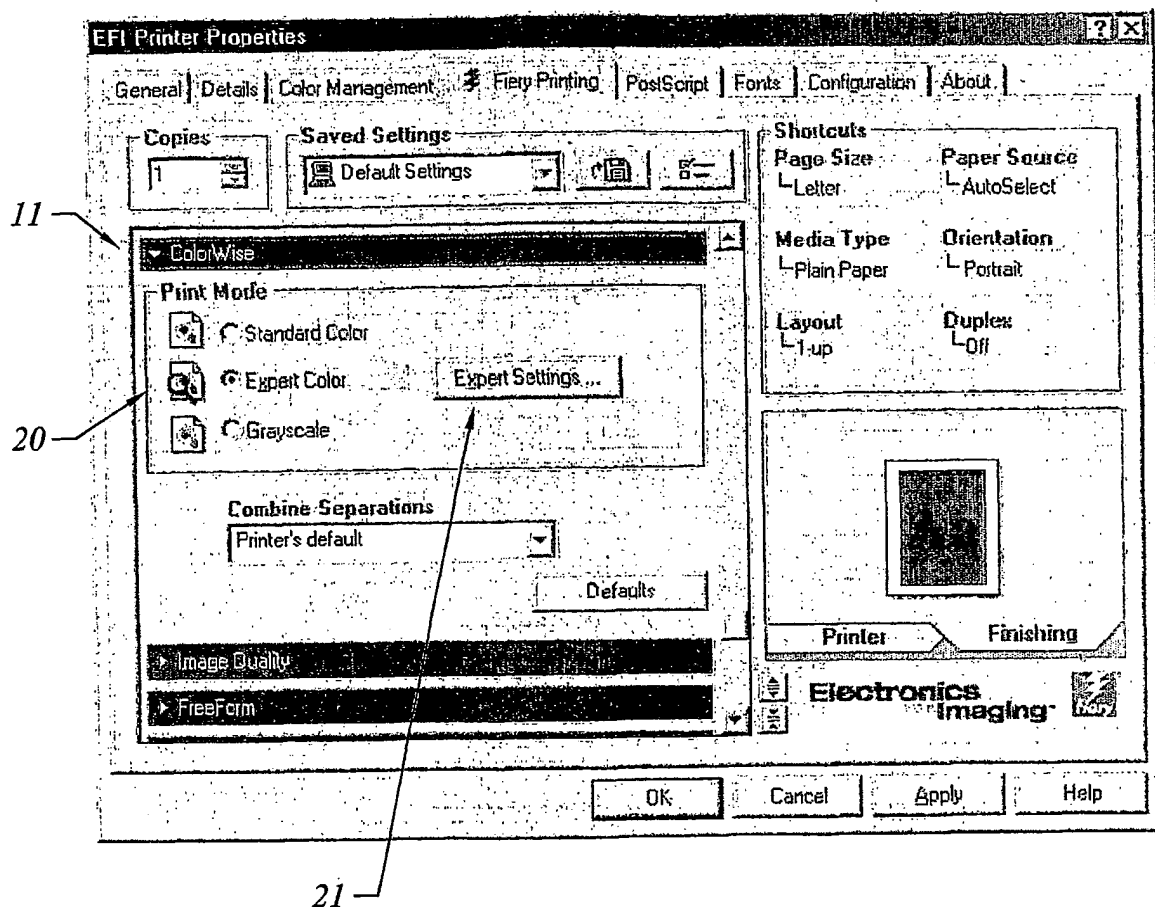 EFI Printer Properties
General Details Color Management Fiery Printing PostScript Fonts Configuration About
Copies
1
Saved Settings
Default Settings
Shortcuts
Page Size
Letter
Paper Source
AutoSelect
Media Type
Plain Paper
Orientation
Portrait
Layout
1-up
Duplex
Off
11
ColorWise
Print Mode
Standard Color
20
Expert Color
Expert Settings ...
Grayscale
Combine Separations
Printer's default
Defaults
Image Quality
FreeForm
Printer
Finishing
Electronics
Imaging
OK
Cancel
Apply
Help
21